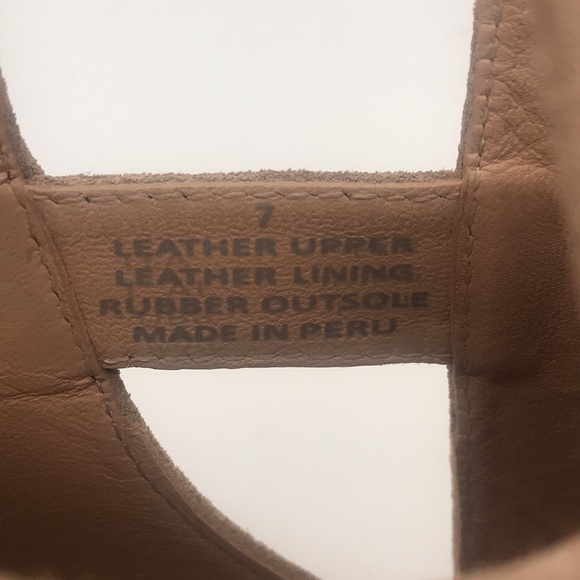 7
LEATHER UPPER
LEATHER LINING
RUBBER OUTSOLE
MADE IN PERU